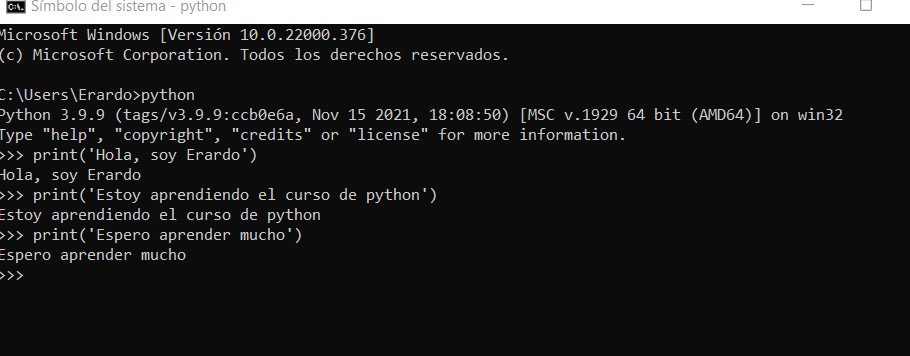 Símbolo del sistema - python
Microsoft Windows [Versión 10.0.22000.376]
(c) Microsoft Corporation. Todos los derechos reservados.
C:\Users\Erardo>python
Python 3.9.9 (tags/v3.9.9:ccb0e6a, Nov 15 2021, 18:08:50) [MSC v.1929 64 bit (AMD64)] on win32
Type "help", "copyright", "credits" or "license" for more information.
>>> print('Hola, soy Erardo')
Hola, soy Erardo
>>> print('Estoy aprendiendo el curso de python')
Estoy aprendiendo el curso de python
>>> print('Espero aprender mucho')
Espero aprender mucho
>>>